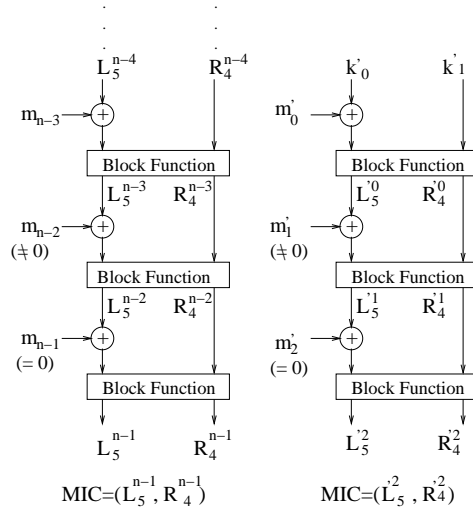 L_5^{n-4} R_4^{n-4} k'_0 k'_1
m_{n-3} + m'_0 +
Block Function Block Function
L_5^{n-3} R_4^{n-3} L_5^{'0} R_4^{'0}
m_{n-2} + m'_1 +
(≠ 0) (≠ 0)
Block Function Block Function
L_5^{n-2} R_4^{n-2} L_5^{'1} R_4^{'1}
m_{n-1} + m'_2 +
(= 0) (= 0)
Block Function Block Function
L_5^{n-1} R_4^{n-1} L_5^{'2} R_4^{'2}
MIC=(L_5^{n-1}, R_4^{n-1}) MIC=(L_5^{'2}, R_4^{'2})